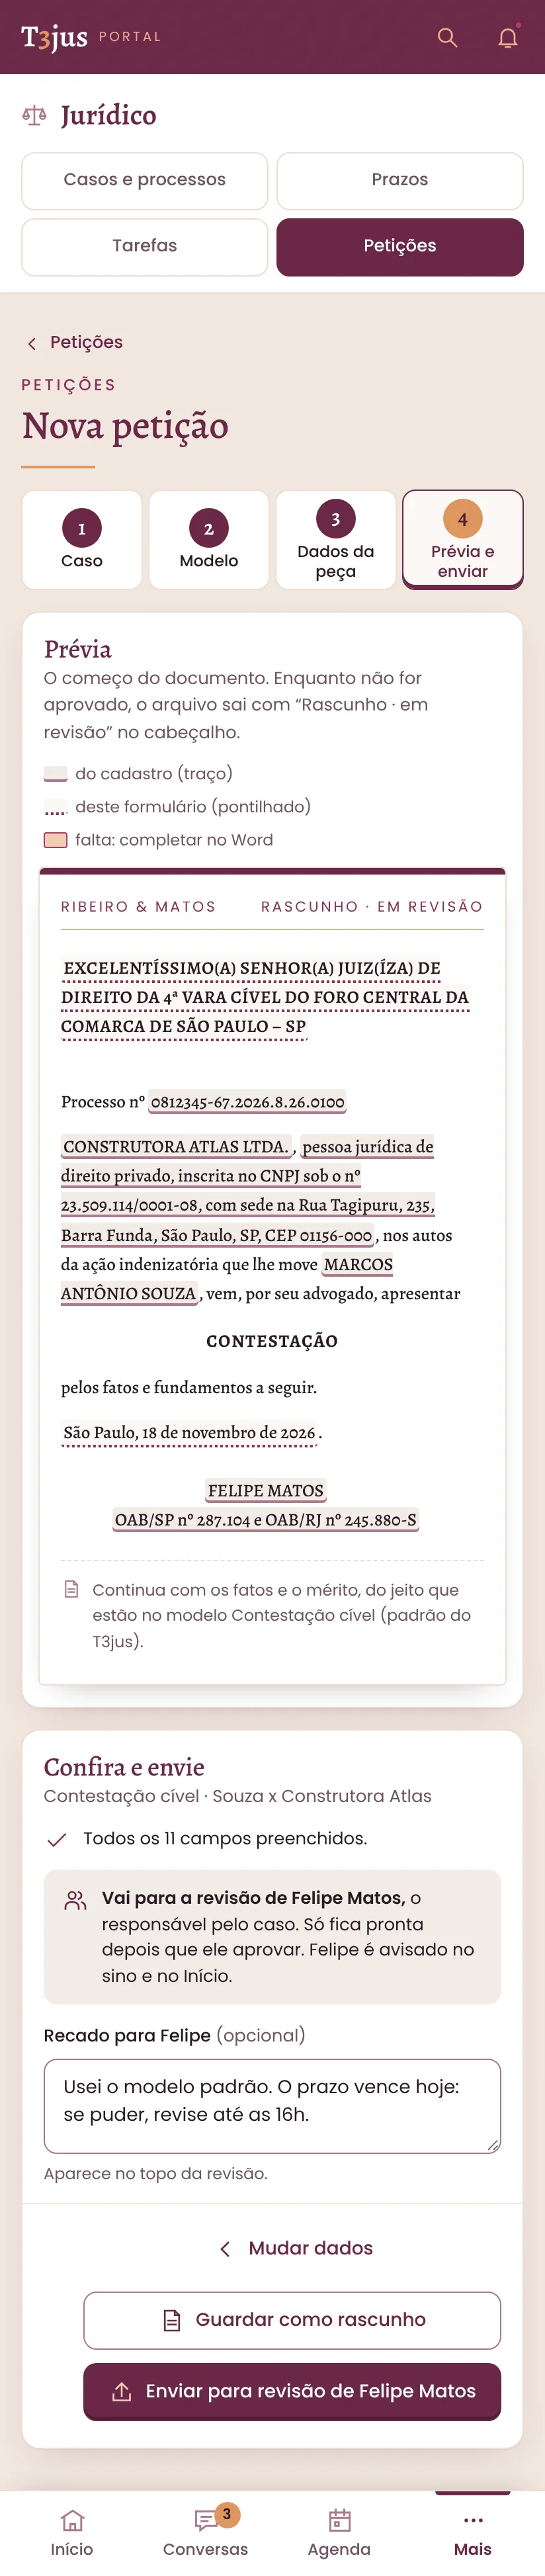 T3jus PORTAL
Jurídico
Casos e processos
Prazos
Tarefas
Petições
Petições
PETIÇÕES
Nova petição
1
Caso
2
Modelo
3
Dados da
peça
4
Prévia e
enviar
Prévia
O começo do documento. Enquanto não for
aprovado, o arquivo sai com “Rascunho · em
revisão” no cabeçalho.
do cadastro (traço)
deste formulário (pontilhado)
falta: completar no Word
RIBEIRO & MATOS
RASCUNHO · EM REVISÃO
EXCELENTÍSSIMO(A) SENHOR(A) JUIZ(ÍZA) DE
DIREITO DA 4ª VARA CÍVEL DO FORO CENTRAL DA
COMARCA DE SÃO PAULO – SP
Processo nº 0812345-67.2026.8.26.0100
CONSTRUTORA ATLAS LTDA., pessoa jurídica de
direito privado, inscrita no CNPJ sob o nº
23.509.114/0001-08, com sede na Rua Tagipuru, 235,
Barra Funda, São Paulo, SP, CEP 01156-000, nos autos
da ação indenizatória que lhe move MARCOS
ANTÔNIO SOUZA, vem, por seu advogado, apresentar
CONTESTAÇÃO
pelos fatos e fundamentos a seguir.
São Paulo, 18 de novembro de 2026.
FELIPE MATOS
OAB/SP nº 287.104 e OAB/RJ nº 245.880-S
Continua com os fatos e o mérito, do jeito que
estão no modelo Contestação cível (padrão do
T3jus).
Confira e envie
Contestação cível · Souza x Construtora Atlas
Todos os 11 campos preenchidos.
Vai para a revisão de Felipe Matos, o
responsável pelo caso. Só fica pronta
depois que ele aprovar. Felipe é avisado no
sino e no Início.
Recado para Felipe (opcional)
Usei o modelo padrão. O prazo vence hoje:
se puder, revise até as 16h.
Aparece no topo da revisão.
Mudar dados
Guardar como rascunho
Enviar para revisão de Felipe Matos
Início
3
Conversas
Agenda
Mais